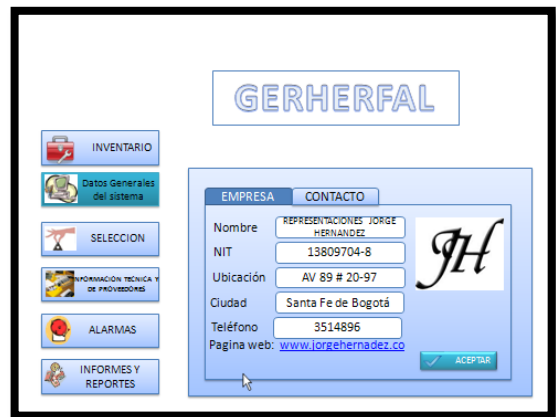 GERHERFAL
INVENTARIO
Datos Generales
del sistema
SELECCION
INFORMACIÓN TECNICA Y
DE PROVEEDORES
ALARMAS
INFORMES Y
REPORTES
EMPRESA CONTACTO
Nombre REPRESENTACIONES JORGE
HERNANDEZ
NIT 13809704-8
Ubicación AV 89 # 20-97
Ciudad Santa Fe de Bogotá
Teléfono 3514896
Pagina web: www.jorgehernadez.co
JH
ACEPTAR